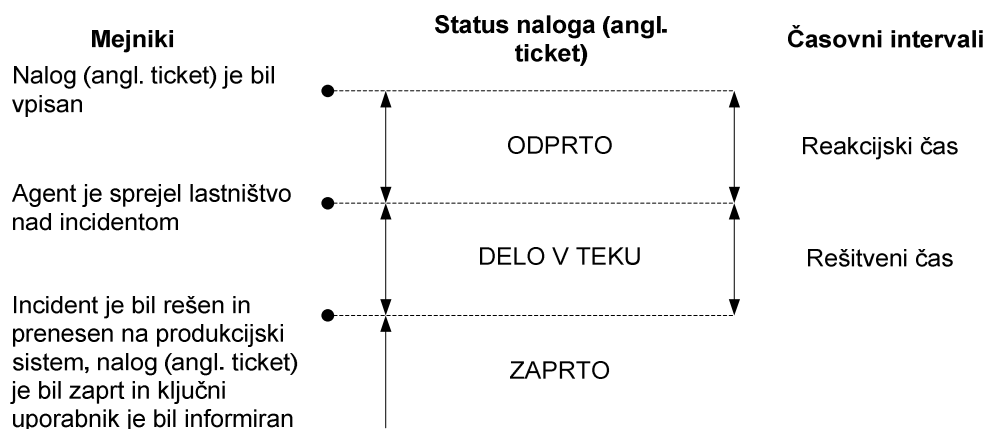 Mejniki
Status naloga (angl.
ticket)
Časovni intervali
Nalog (angl. ticket) je bil
vpisan
ODPRTO
Reakcijski čas
Agent je sprejel lastništvo
nad incidentom
DELO V TEKU
Rešitveni čas
Incident je bil rešen in
prenesen na produkcijski
sistem, nalog (angl. ticket)
je bil zaprt in ključni
uporabnik je bil informiran
ZAPRTO